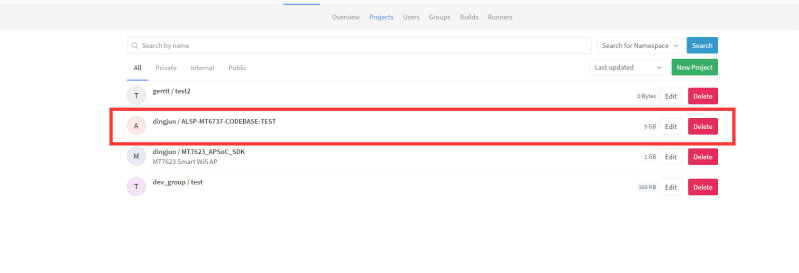 Overview Projects Users Groups Builds Runners
Search by name Search for Namespace Search
All Private Internal Public Last updated New Project
T gerrit / test2 0 Bytes Edit Delete
A dingjun / ALSP-MT6737-CODEBASE-TEST 9 GB Edit Delete
M dingjun / MT7623_APSoC_SDK 1 GB Edit Delete
MT7623 Smart Wifi AP
T dev_group / test 160 KB Edit Delete